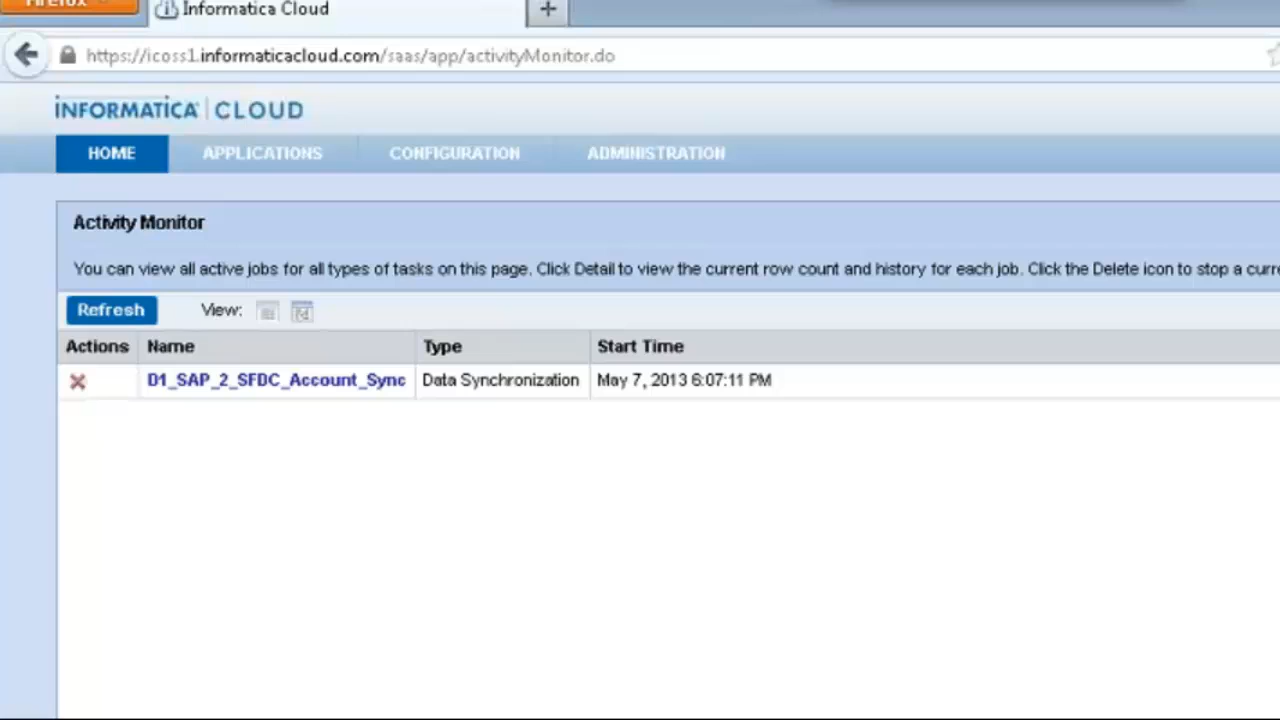 Firefox
Informatica Cloud
+
https://icoss1.informaticacloud.com/saas/app/activityMonitor.do
INFORMATICA | CLOUD
HOME APPLICATIONS CONFIGURATION ADMINISTRATION
Activity Monitor
You can view all active jobs for all types of tasks on this page. Click Detail to view the current row count and history for each job. Click the Delete icon to stop a curre
Refresh View:
Actions Name Type Start Time
D1_SAP_2_SFDC_Account_Sync Data Synchronization May 7, 2013 6:07:11 PM